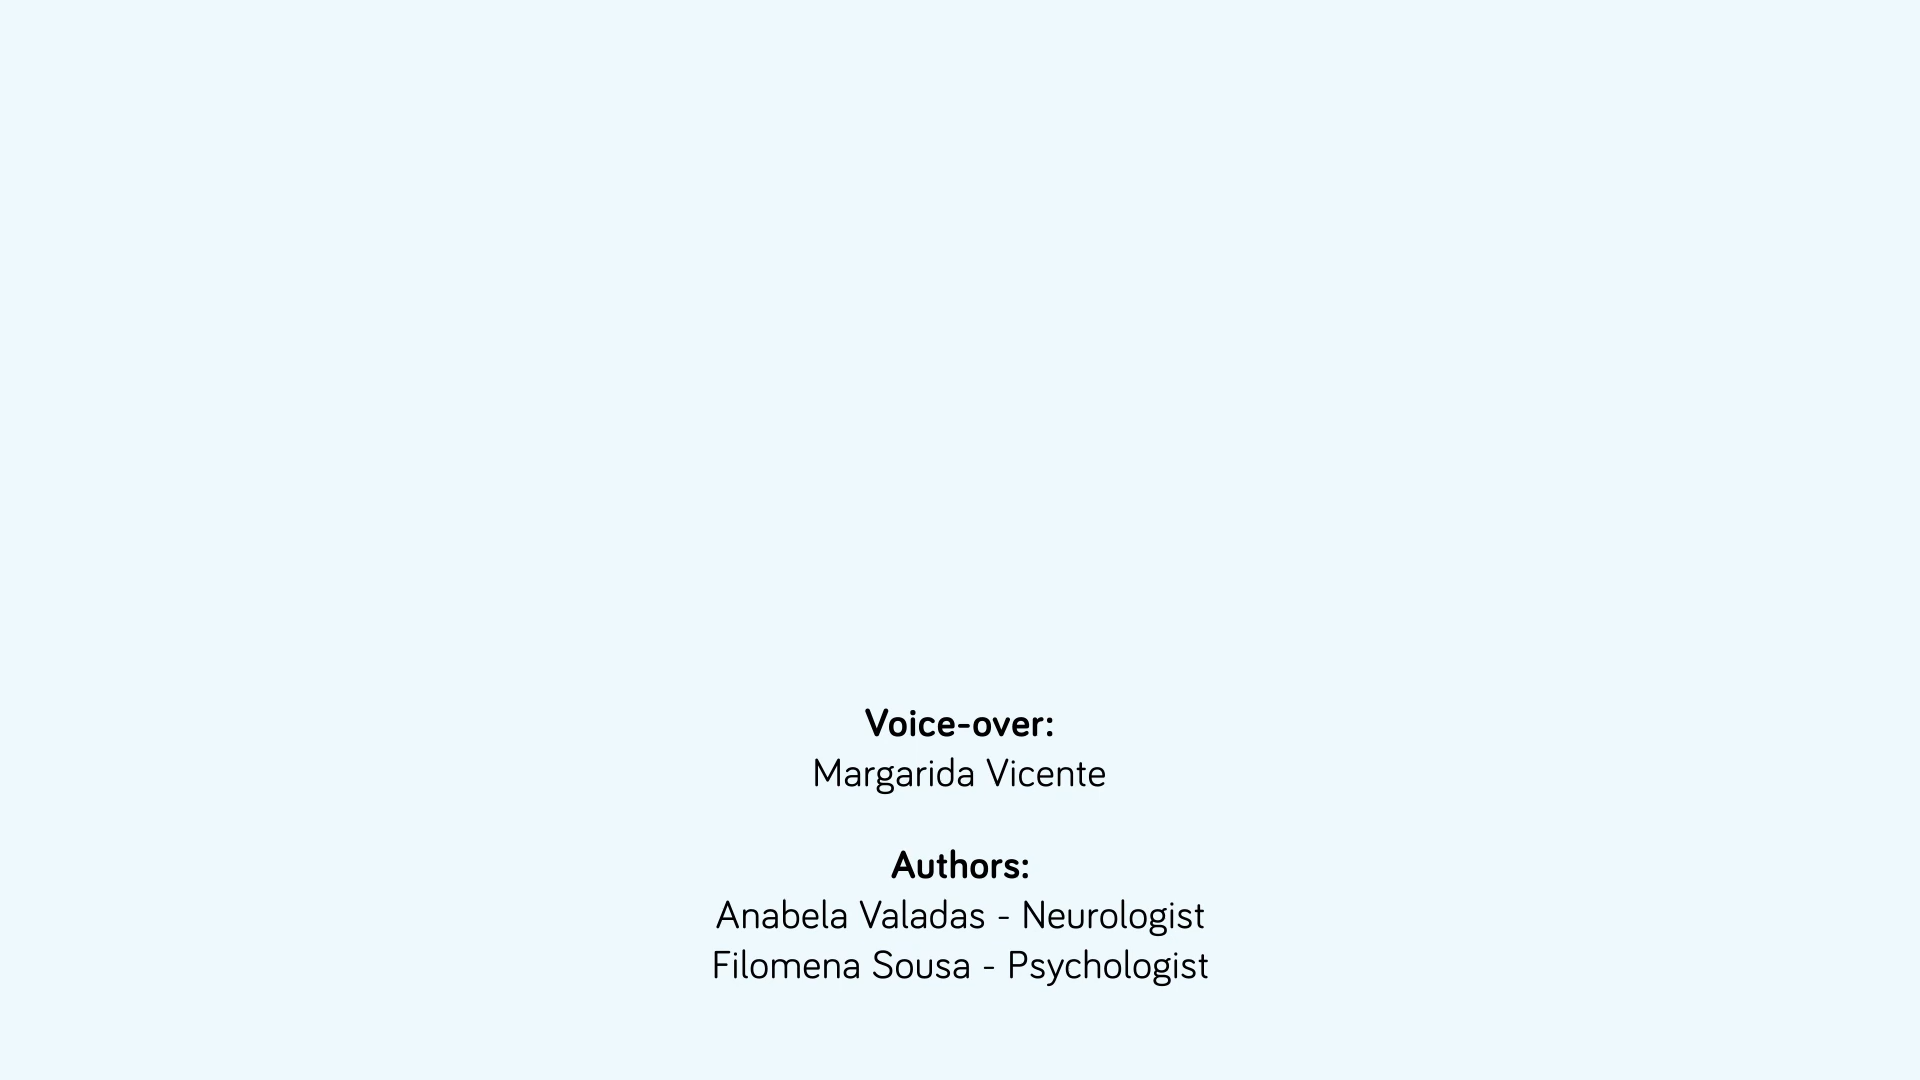 Voice-over:
Margarida Vicente
Authors:
Anabela Valadas - Neurologist
Filomena Sousa - Psychologist